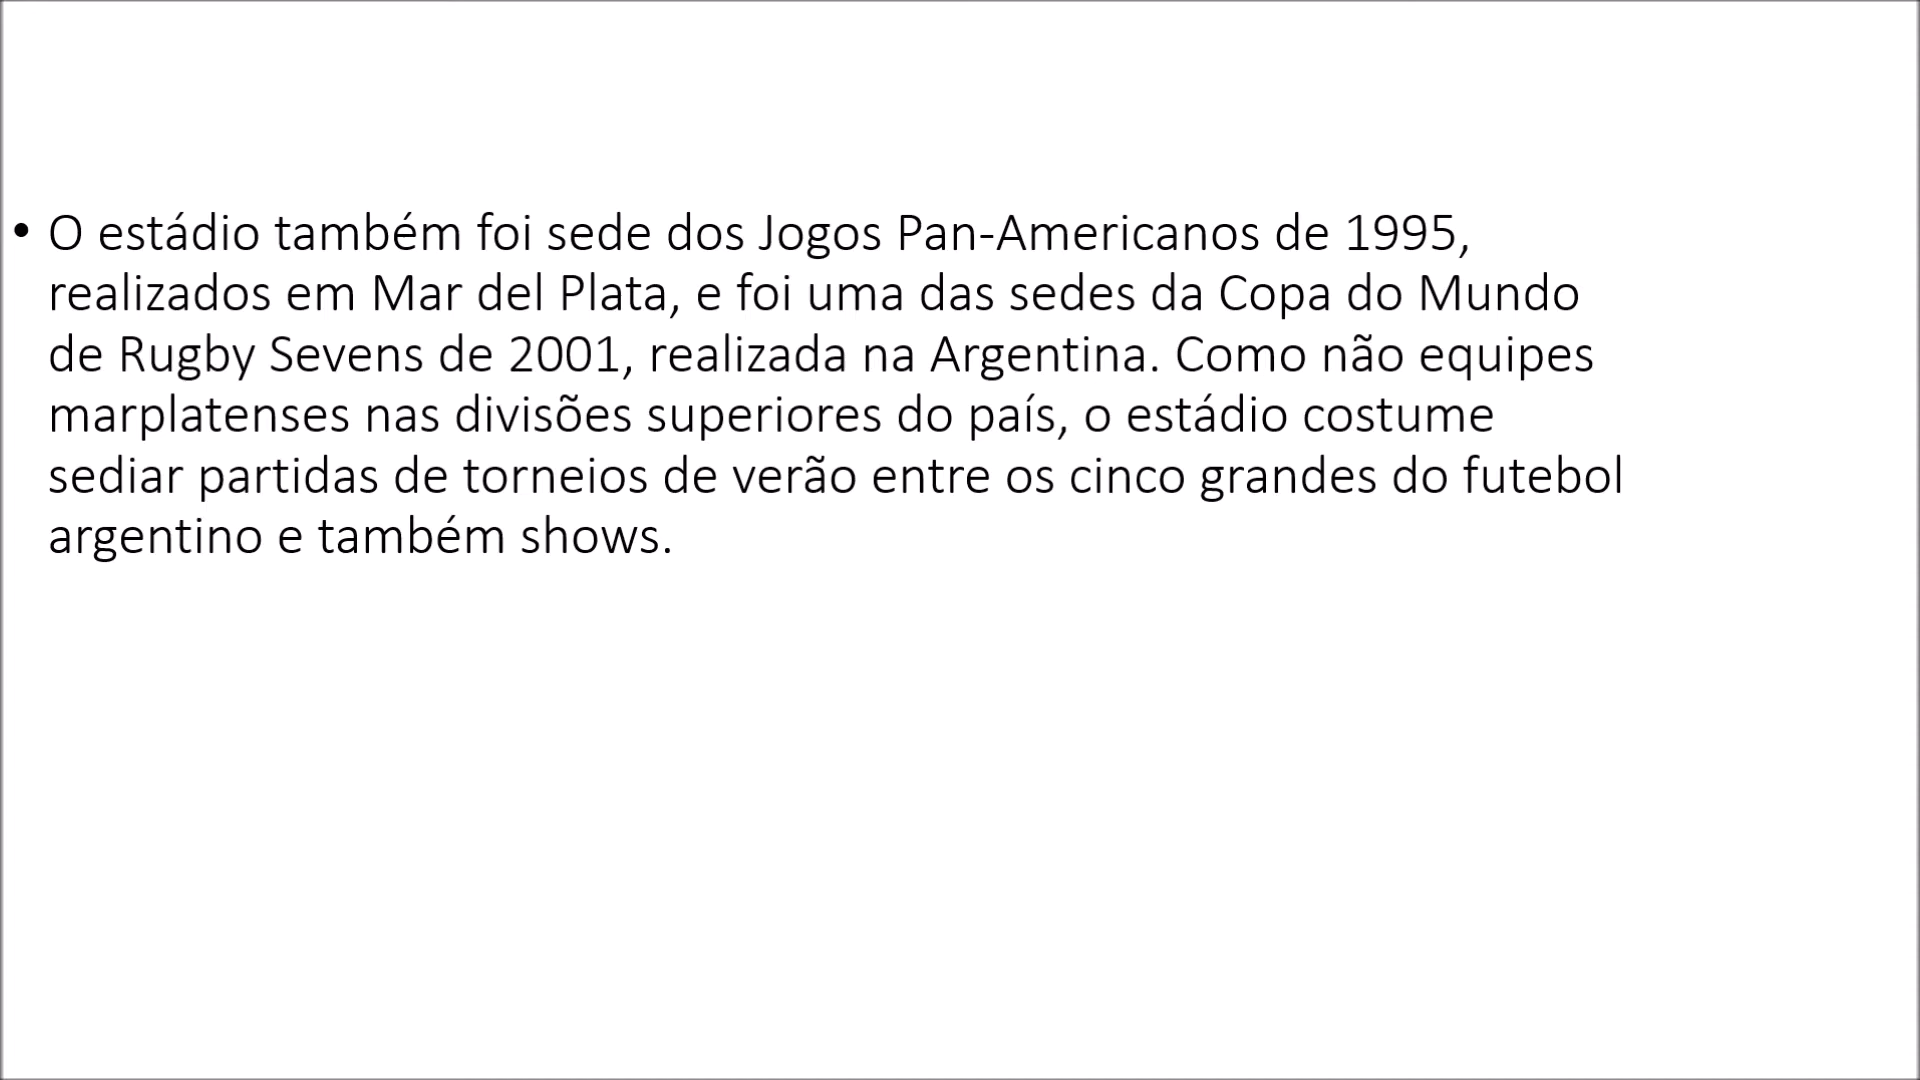 • O estádio também foi sede dos Jogos Pan-Americanos de 1995,
realizados em Mar del Plata, e foi uma das sedes da Copa do Mundo
de Rugby Sevens de 2001, realizada na Argentina. Como não equipes
marplatenses nas divisões superiores do país, o estádio costume
sediar partidas de torneios de verão entre os cinco grandes do futebol
argentino e também shows.